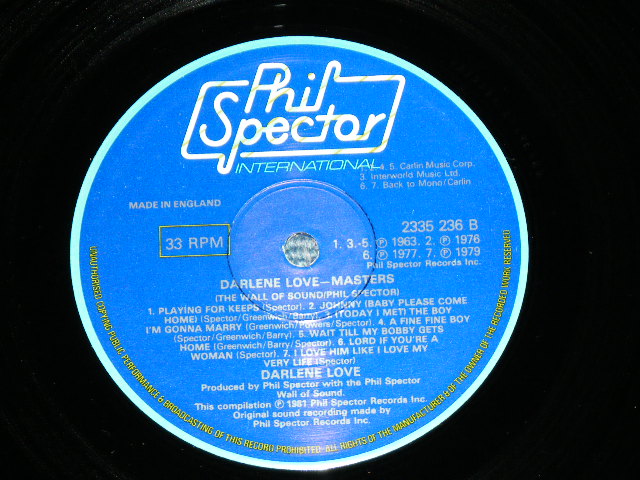 Phil
Spector
INTERNATIONAL
1. 2. 4. 5. Carlin Music Corp.
3. Interworld Music Ltd.
6. 7. Back to Mono/Carlin
MADE IN ENGLAND
33 RPM
2335 236 B
1. 3.-5. Ⓟ 1963. 2. Ⓟ 1976
6. Ⓟ 1977. 7. Ⓟ 1979
Phil Spector Records Inc.
DARLENE LOVE—MASTERS
(THE WALL OF SOUND/PHIL SPECTOR)
1. PLAYING FOR KEEPS (Spector). 2. JOHNNY (BABY PLEASE COME
HOME) (Spector/Greenwich/Barry). 3. (TODAY I MET) THE BOY
I'M GONNA MARRY (Greenwich/Powers/Spector). 4. A FINE FINE BOY
(Spector/Greenwich/Barry). 5. WAIT TILL MY BOBBY GETS
HOME (Greenwich/Barry/Spector). 6. LORD IF YOU'RE A
WOMAN (Spector). 7. I LOVE HIM LIKE I LOVE MY
VERY LIFE (Spector)
DARLENE LOVE
Produced by Phil Spector with the Phil Spector
Wall of Sound.
This compilation Ⓟ 1981 Phil Spector Records Inc.
Original sound recording made by
Phil Spector Records Inc.
UNAUTHORISED COPYING PUBLIC PERFORMANCE & BROADCASTING OF THIS RECORD PROHIBITED. ALL RIGHTS OF THE MANUFACTURER & THE OWNER OF THE RECORDED WORK RESERVED